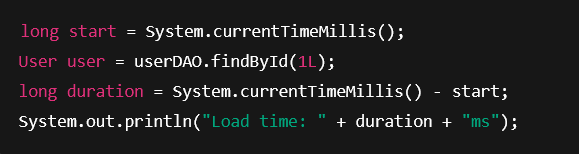 long start = System.currentTimeMillis();
User user = userDAO.findById(1L);
long duration = System.currentTimeMillis() - start;
System.out.println("Load time: " + duration + "ms");